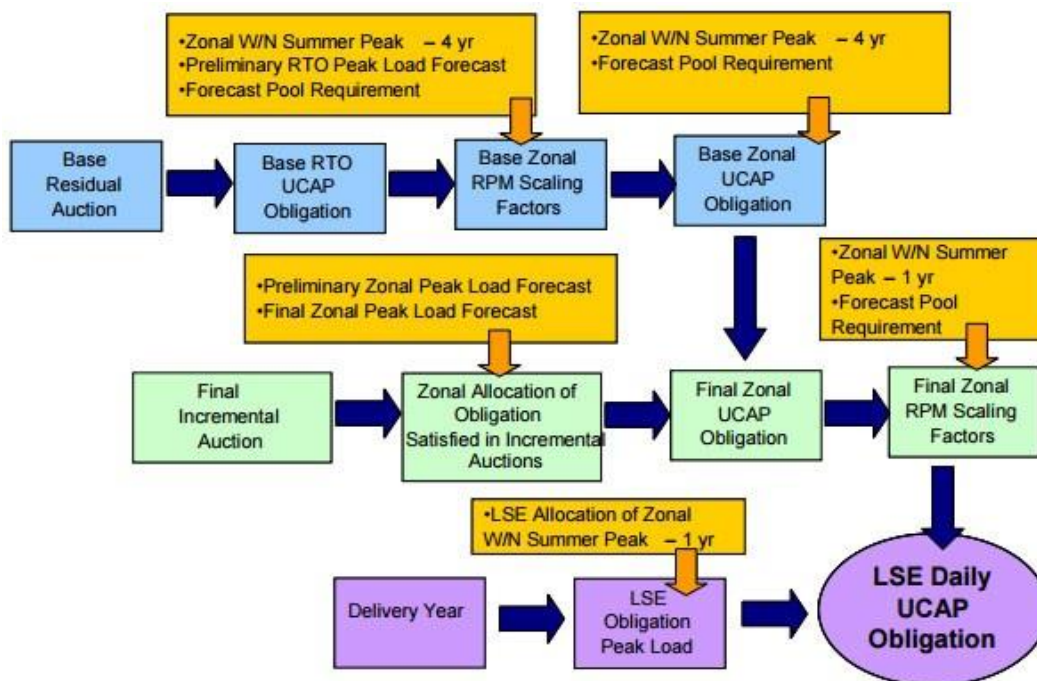 •Zonal W/N Summer Peak – 4 yr
•Preliminary RTO Peak Load Forecast
•Forecast Pool Requirement
•Zonal W/N Summer Peak – 4 yr
•Forecast Pool Requirement
Base
Residual
Auction
Base RTO
UCAP
Obligation
Base Zonal
RPM Scaling
Factors
Base Zonal
UCAP
Obligation
•Preliminary Zonal Peak Load Forecast
•Final Zonal Peak Load Forecast
•Zonal W/N Summer
Peak – 1 yr
•Forecast Pool
Requirement
Final
Incremental
Auction
Zonal Allocation of
Obligation
Satisfied in Incremental
Auctions
Final Zonal
UCAP
Obligation
Final Zonal
RPM Scaling
Factors
•LSE Allocation of Zonal
W/N Summer Peak – 1 yr
Delivery Year
LSE
Obligation
Peak Load
LSE Daily
UCAP
Obligation